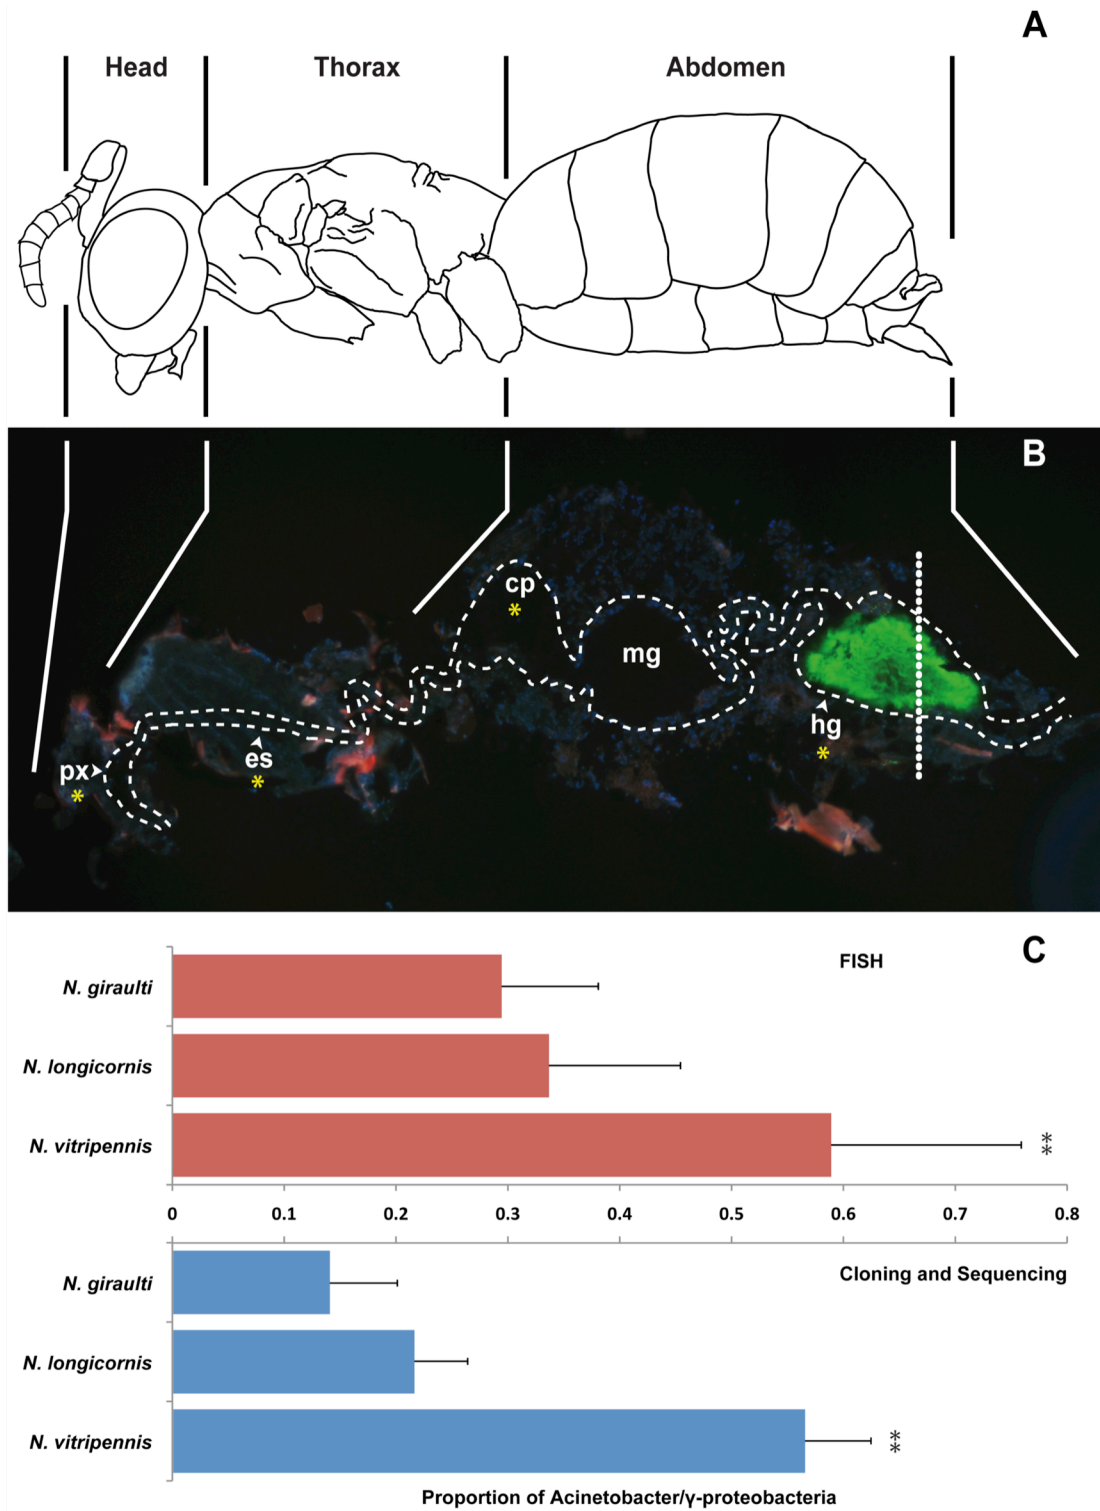 A
Head Thorax Abdomen
B
cp
*
mg
hg
*
px
*
es
*
C
FISH
N. giraulti
N. longicornis
N. vitripennis
**
0 0.1 0.2 0.3 0.4 0.5 0.6 0.7 0.8
Cloning and Sequencing
N. giraulti
N. longicornis
N. vitripennis
**
Proportion of Acinetobacter/γ-proteobacteria